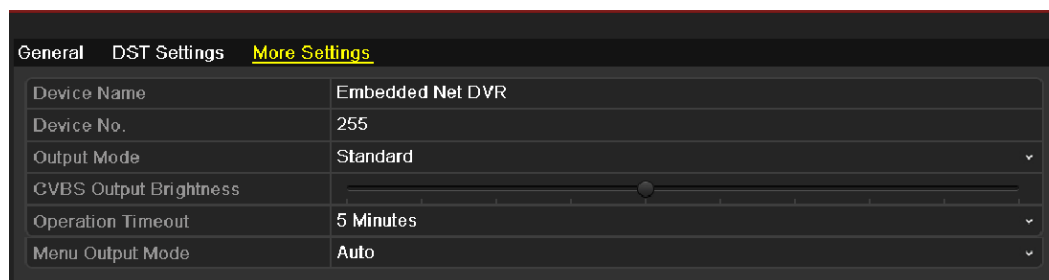 General DST Settings More Settings
Device Name Embedded Net DVR
Device No. 255
Output Mode Standard
CVBS Output Brightness
Operation Timeout 5 Minutes
Menu Output Mode Auto